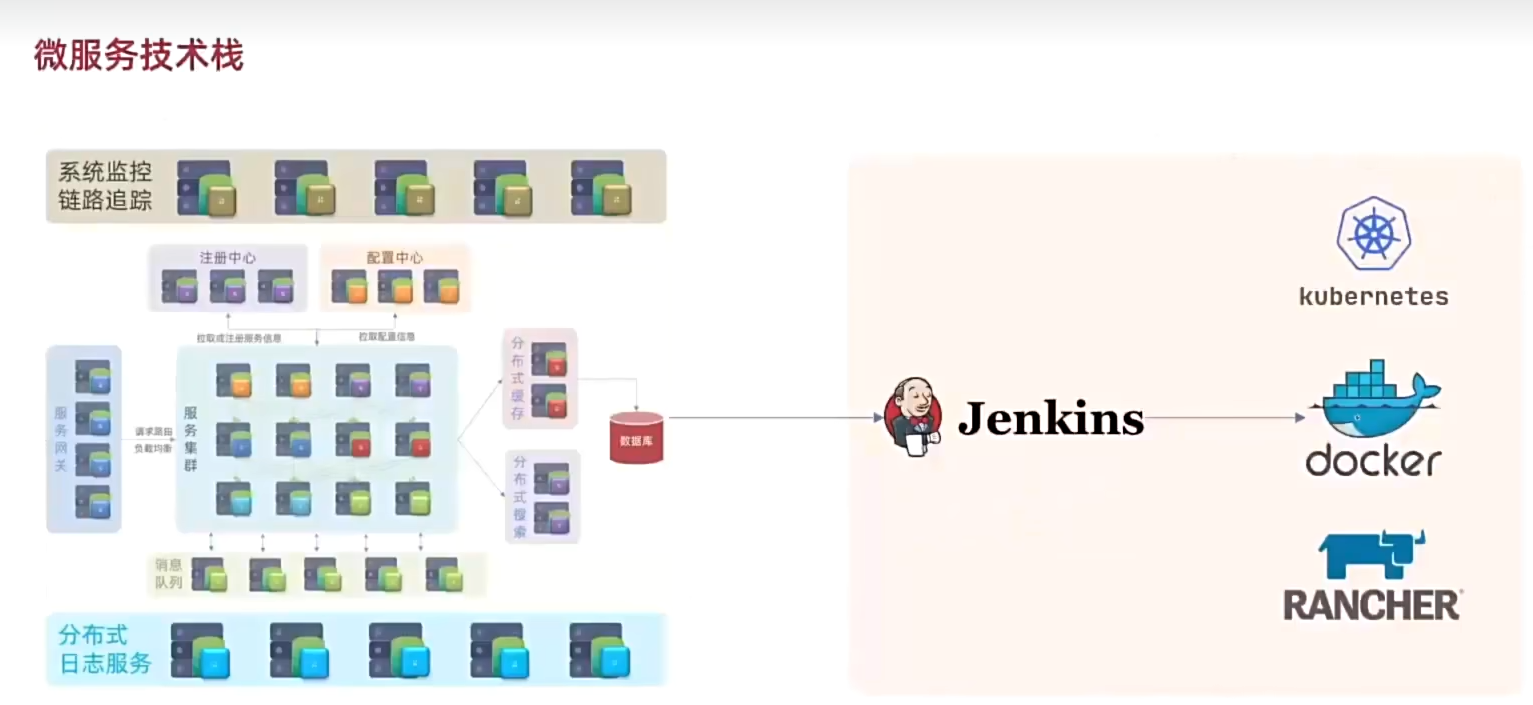 微服务技术栈
系统监控
链路追踪
注册中心
配置中心
拉取或注册服务信息
拉取配置信息
服务网关
请求路由
负载均衡
服务集群
分布式缓存
数据库
分布式搜索
消息
队列
分布式
日志服务
Jenkins
kubernetes
docker
RANCHER